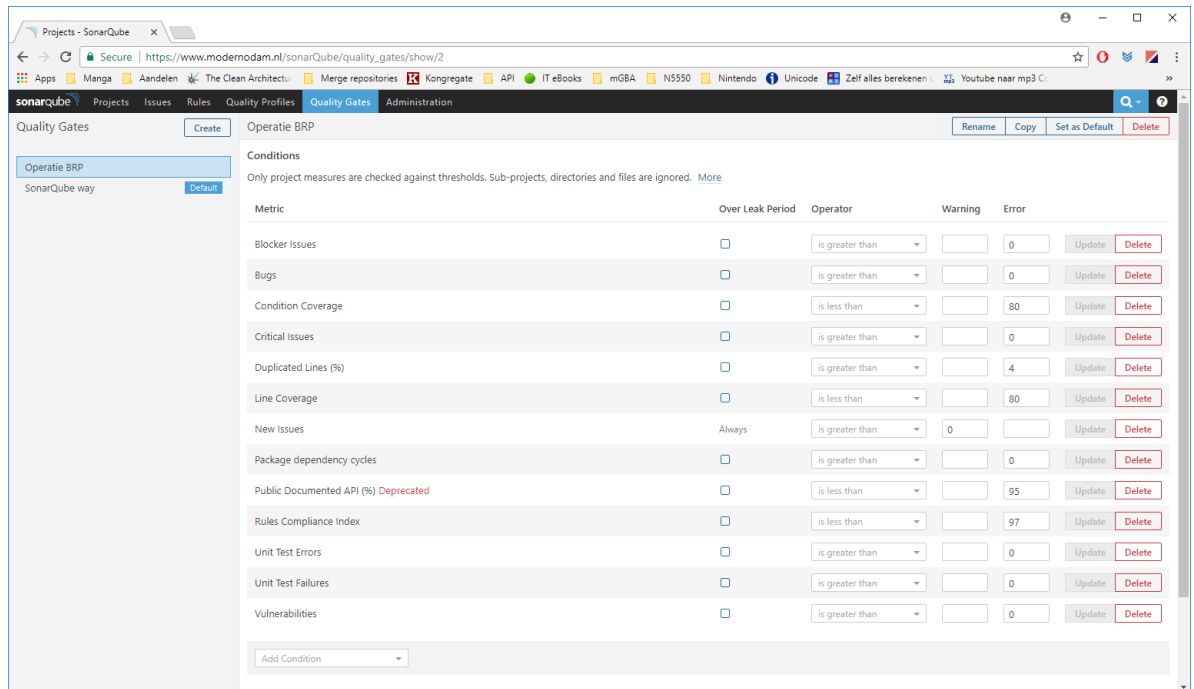 Projects - SonarQube
Secure | https://www.modernodam.nl/sonarQube/quality_gates/show/2
Apps Manga Aandelen The Clean Architectu Merge repositories Kongregate API IT eBooks mGBA N5550 Nintendo Unicode Zelf alles berekenen Youtube naar mp3 Co »
sonarqube Projects Issues Rules Quality Profiles Quality Gates Administration
Quality Gates Create Operatie BRP Rename Copy Set as Default Delete
Operatie BRP
SonarQube way Default
Conditions
Only project measures are checked against thresholds. Sub-projects, directories and files are ignored. More
Metric Over Leak Period Operator Warning Error
Blocker Issues is greater than 0 Update Delete
Bugs is greater than 0 Update Delete
Condition Coverage is less than 80 Update Delete
Critical Issues is greater than 0 Update Delete
Duplicated Lines (%) is greater than 4 Update Delete
Line Coverage is less than 80 Update Delete
New Issues Always is greater than 0 Update Delete
Package dependency cycles is greater than 0 Update Delete
Public Documented API (%) Deprecated is less than 95 Update Delete
Rules Compliance Index is less than 97 Update Delete
Unit Test Errors is greater than 0 Update Delete
Unit Test Failures is greater than 0 Update Delete
Vulnerabilities is greater than 0 Update Delete
Add Condition